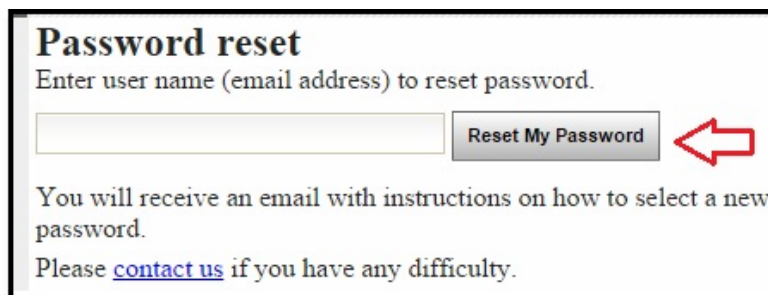 Password reset
Enter user name (email address) to reset password.
Reset My Password
You will receive an email with instructions on how to select a new
password.
Please contact us if you have any difficulty.